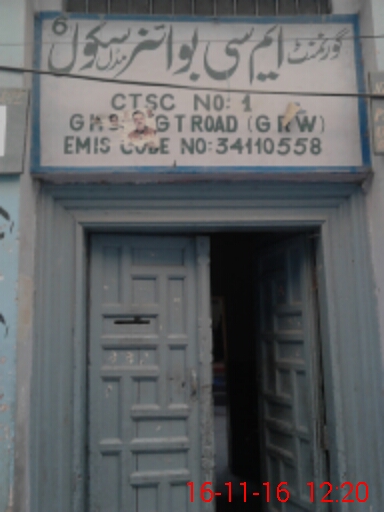 6
گورنمنٹ ایم سی بوائز مڈل سکول
CTSC NO: 1
GT ROAD (GRW)
EMIS CODE NO:34110558
16-11-16 12:20